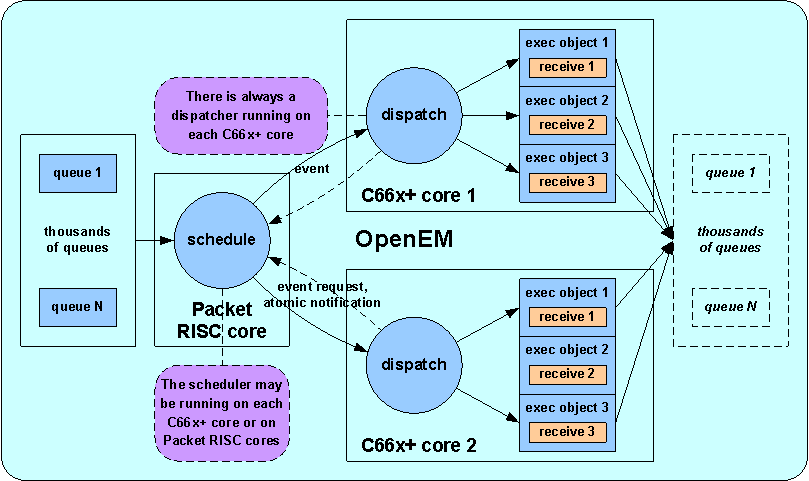 There is always a
dispatcher running on
each C66x+ core
queue 1
thousands
of queues
queue N
schedule
Packet
RISC core
The scheduler may
be running on each
C66x+ core or on
Packet RISC cores
event
event request,
atomic notification
OpenEM
dispatch
exec object 1
receive 1
exec object 2
receive 2
exec object 3
receive 3
C66x+ core 1
dispatch
exec object 1
receive 1
exec object 2
receive 2
exec object 3
receive 3
C66x+ core 2
queue 1
thousands
of queues
queue N